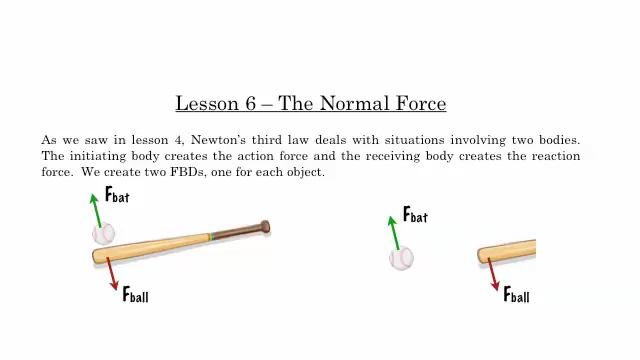 Lesson 6 – The Normal Force
As we saw in lesson 4, Newton's third law deals with situations involving two bodies.
The initiating body creates the action force and the receiving body creates the reaction
force.  We create two FBDs, one for each object.
Fbat
Fball
Fbat
Fball